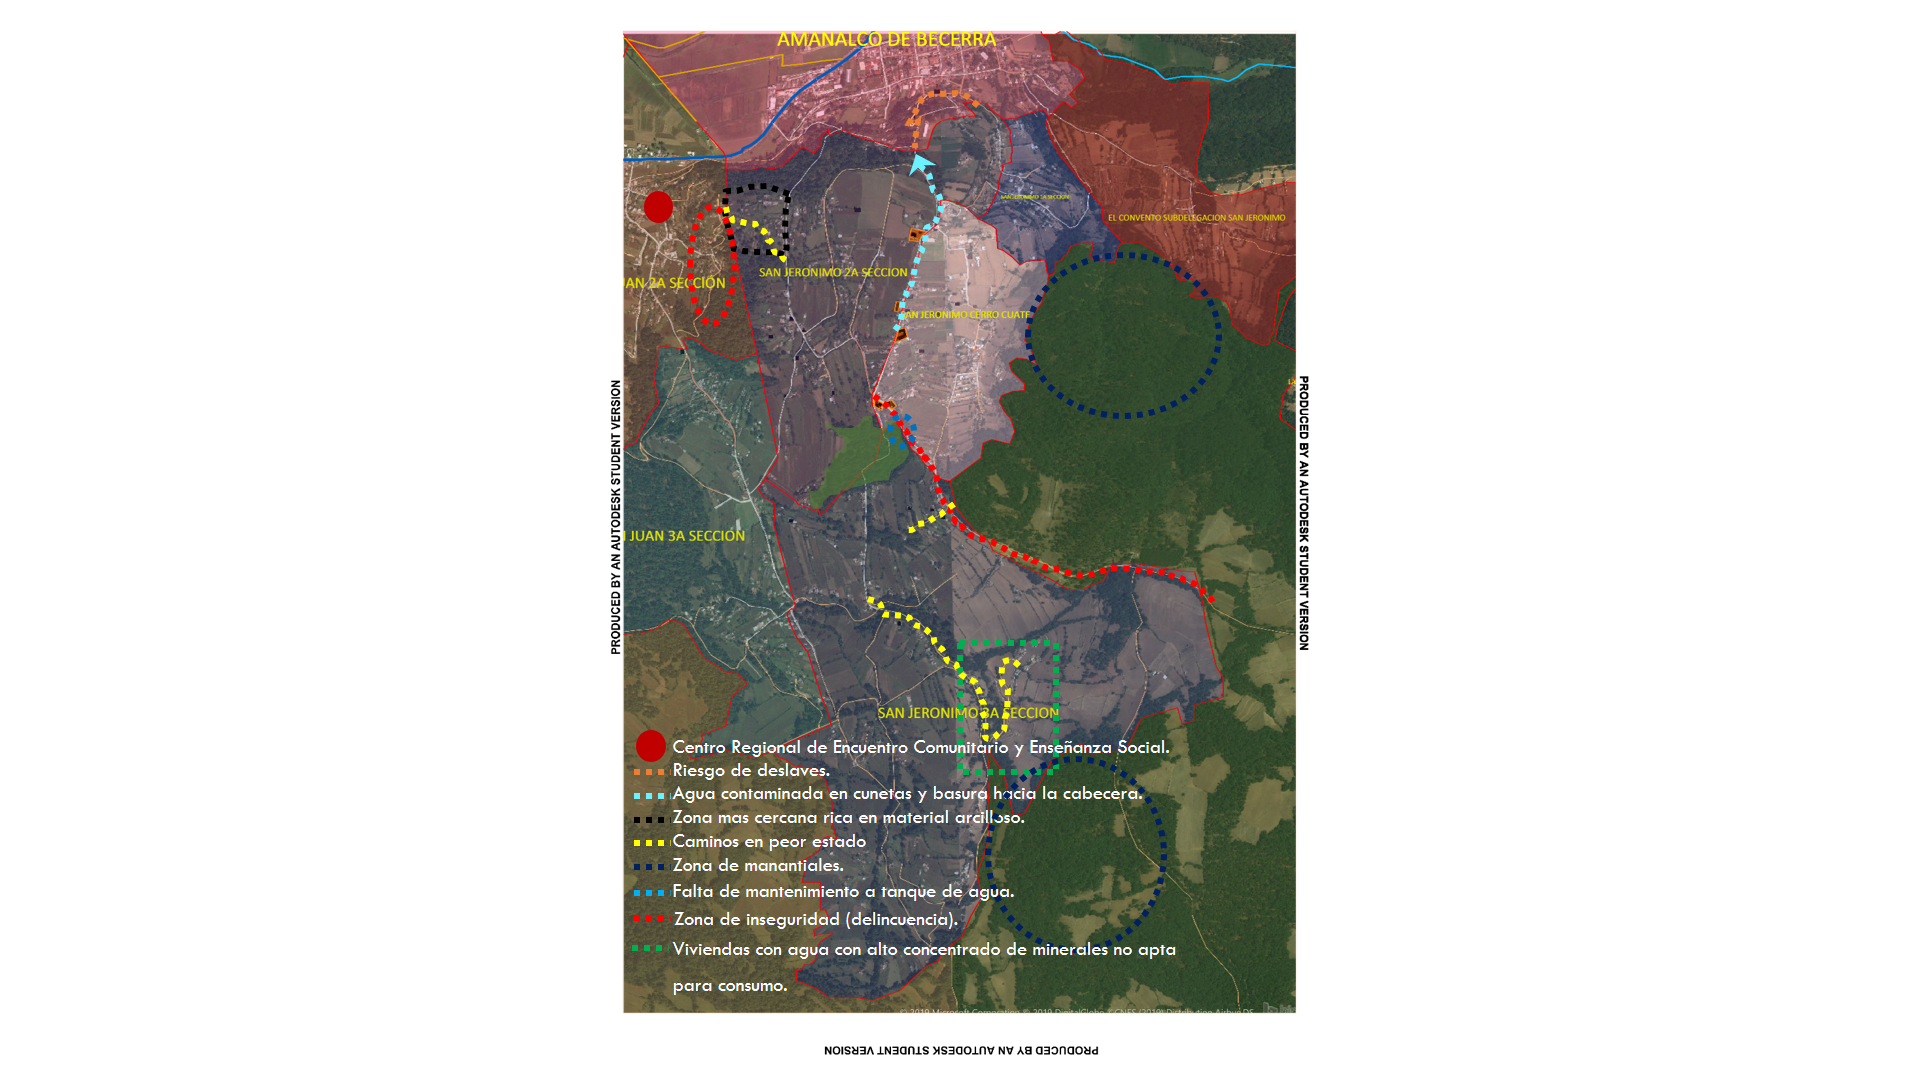 AMANALCO DE BECERRA
EL CONVENTO SUBDELEGACION SAN JERONIMO
SAN JERONIMO 2A SECCION
AN 2A SECCIÓN
AN JERONIMO CERRO CUATE
PRODUCED BY AN AUTODESK STUDENT VERSION
PRODUCED BY AN AUTODESK STUDENT VERSION
JUAN 3A SECCION
SAN JERONIMO 3A SECCION
Centro Regional de Encuentro Comunitario y Enseñanza Social.
Riesgo de deslaves.
Agua contaminada en cunetas y basura hacia la cabecera.
Zona mas cercana rica en material arcilloso.
Caminos en peor estado
Zona de manantiales.
Falta de mantenimiento a tanque de agua.
Zona de inseguridad (delincuencia).
Viviendas con agua con alto concentrado de minerales no apta
para consumo.
PRODUCED BY AN AUTODESK STUDENT VERSION